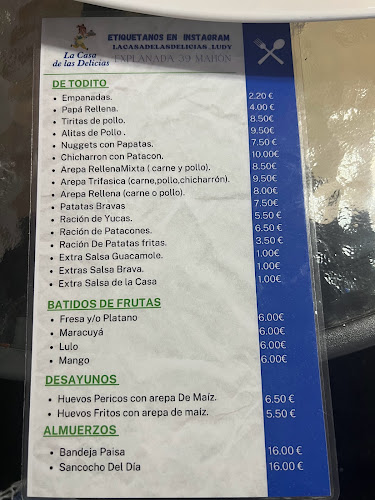 La Casa
de las Delicias
ETIQUETANOS EN INSTAGRAM
LACASADELASDELICIAS .LUDY
EXPLANADA 39 MAHÓN
DE TODITO
• Empanadas. 2.20 €
• Papá Rellena. 4.00 €
• Tiritas de pollo. 8.50€
• Alitas de Pollo . 9.50€
• Nuggets con Papatas. 7.50 €
• Chicharron con Patacon. 10.00€
• Arepa RellenaMixta ( carne y pollo). 8.50€
• Arepa Trifasica (carne,pollo,chicharrón). 9.50€
• Arepa Rellena (carne o pollo). 8.00€
• Patatas Bravas 7.50€
• Ración de Yucas. 5.50 €
• Ración de Patacones. 6.50 €
• Ración De Patatas fritas. 3.50 €
• Extra Salsa Guacamole. 1.00€
• Extras Salsa Brava. 1.00€
• Extra Salsa de la Casa 1.00€
BATIDOS DE FRUTAS
• Fresa y/o Platano 6.00€
• Maracuyá 6.00€
• Lulo 6.00€
• Mango 6.00€
DESAYUNOS
• Huevos Pericos con arepa De Maíz. 6.50 €
• Huevos Fritos con arepa de maíz. 5.50 €
ALMUERZOS
• Bandeja Paisa 16.00 €
• Sancocho Del Día 16.00 €